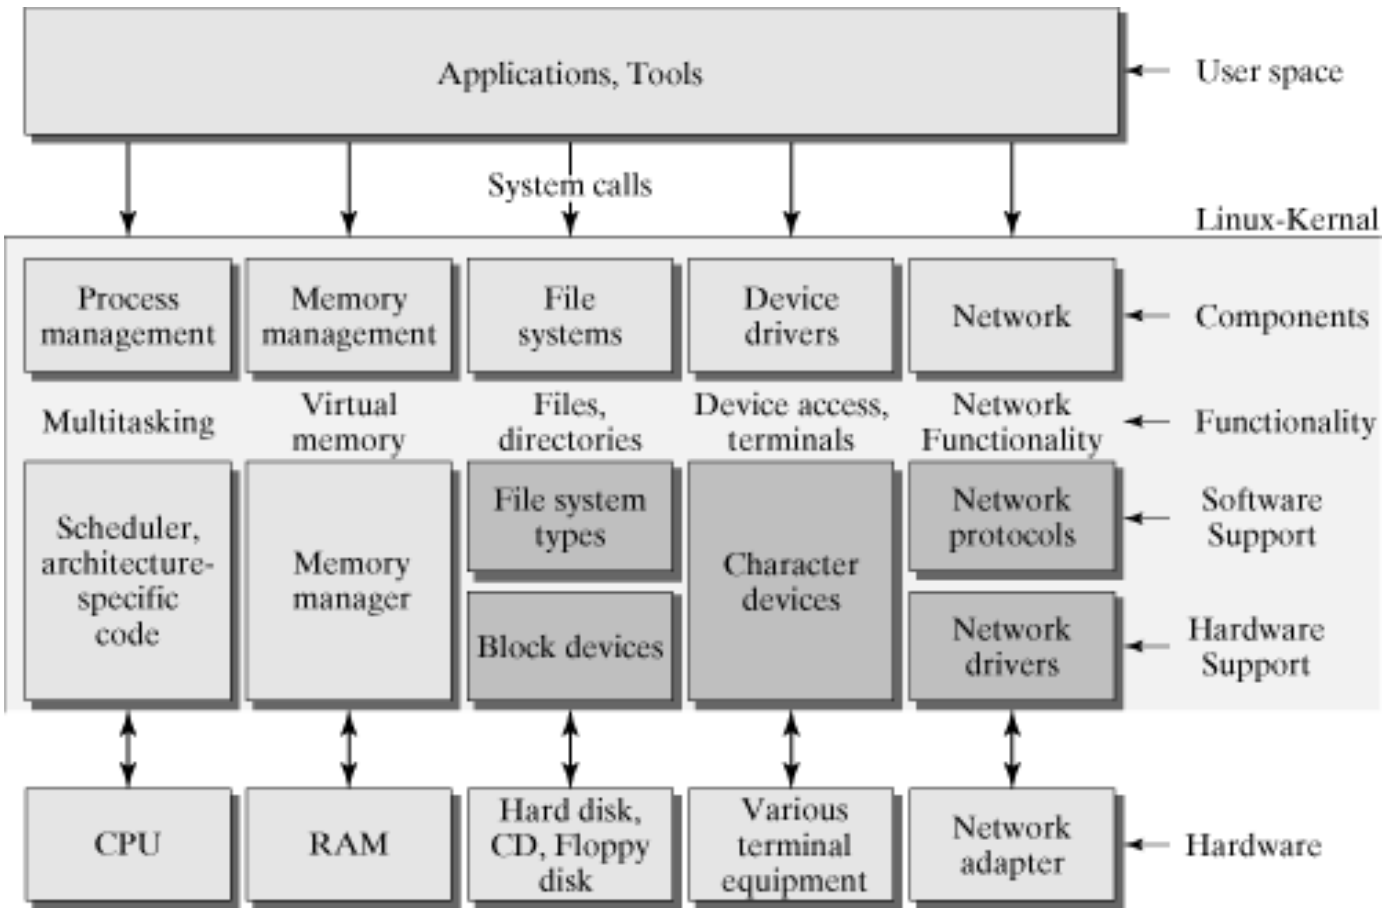 Applications, Tools
User space
System calls
Linux-Kernal
Process
management
Memory
management
File
systems
Device
drivers
Network
Components
Multitasking
Virtual
memory
Files,
directories
Device access,
terminals
Network
Functionality
Functionality
Scheduler,
architecture-
specific
code
Memory
manager
File system
types
Block devices
Character
devices
Network
protocols
Network
drivers
Software
Support
Hardware
Support
CPU
RAM
Hard disk,
CD, Floppy
disk
Various
terminal
equipment
Network
adapter
Hardware